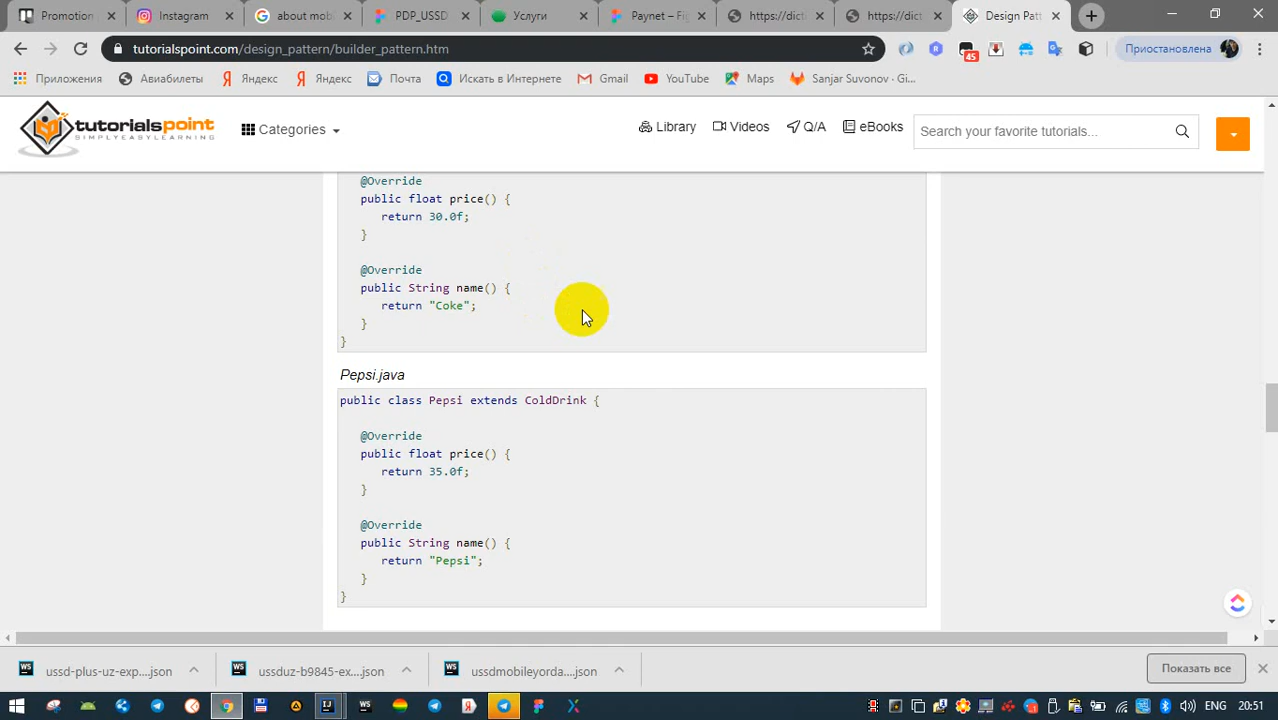 Promotion
Instagram
about mob
PDP_USSD
Услуги
Paynet – Fig
https://dict
https://dict
Design Patt
tutorialspoint.com/design_pattern/builder_pattern.htm
45
Приостановлена
Приложения
Авиабилеты
Яндекс
Яндекс
Почта
Искать в Интернете
Gmail
YouTube
Maps
Sanjar Suvonov · Gi...
tutorialspoint
SIMPLYEASYLEARNING
Categories
Library
Videos
Q/A
eBooks
Search your favorite tutorials...
@Override
public float price() {
return 30.0f;
}
@Override
public String name() {
return "Coke";
}
}
Pepsi.java
public class Pepsi extends ColdDrink {
@Override
public float price() {
return 35.0f;
}
@Override
public String name() {
return "Pepsi";
}
}
ussd-plus-uz-exp....json
ussduz-b9845-ex....json
ussdmobileyorda....json
Показать все
ENG
20:51